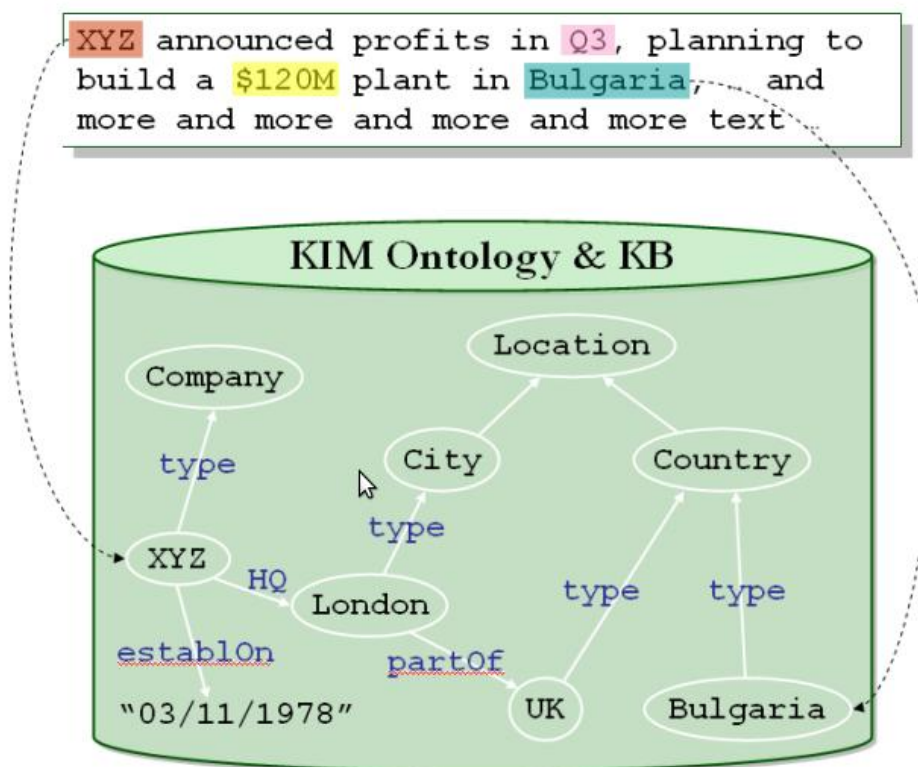 XYZ announced profits in Q3, planning to
build a $120M plant in Bulgaria, and
more and more and more and more text …
KIM Ontology & KB
Location
Company
City
Country
type
type
XYZ
HQ
London
type
type
establOn
partOf
“03/11/1978”
UK
Bulgaria